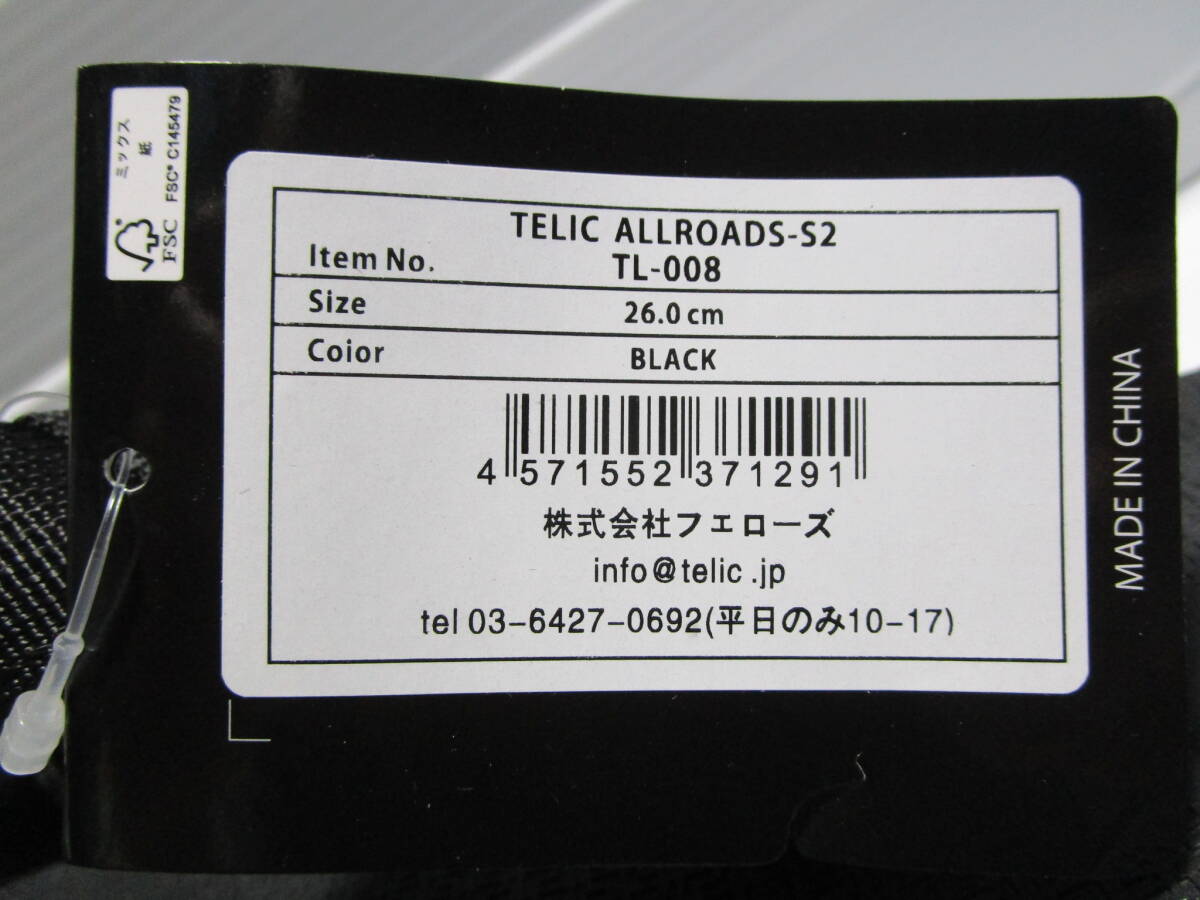 ミックス
紙
FSC® C145479
FSC
TELIC ALLROADS-S2
Item No. TL-008
Size 26.0 cm
Coior BLACK
4 571552 371291
株式会社フェローズ
info@telic .jp
tel 03-6427-0692(平日のみ10-17)
MADE IN CHINA